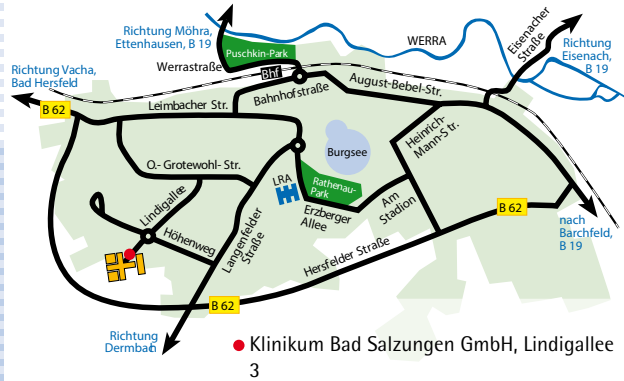 Richtung Möhra,
Ettenhausen, B 19
Puschkin-Park
WERRA
Eisenacher
Straße
Richtung
Eisenach,
B 19
Richtung Vacha,
Bad Hersfeld
Werrastraße
Bhf
Bahnhofstraße
August-Bebel-Str.
B 62
Leimbacher Str.
Heinrich-
Mann-Str.
Burgsee
O.- Grotewohl- Str.
LRA
Rathenau-
Park
Lindigallee
Erzberger
Allee
Am
Stadion
B 62
nach
Barchfeld,
B 19
Höhenweg
Langenfelder
Straße
Hersfelder Straße
B 62
Richtung
Dermbach
Klinikum Bad Salzungen GmbH, Lindigallee
3